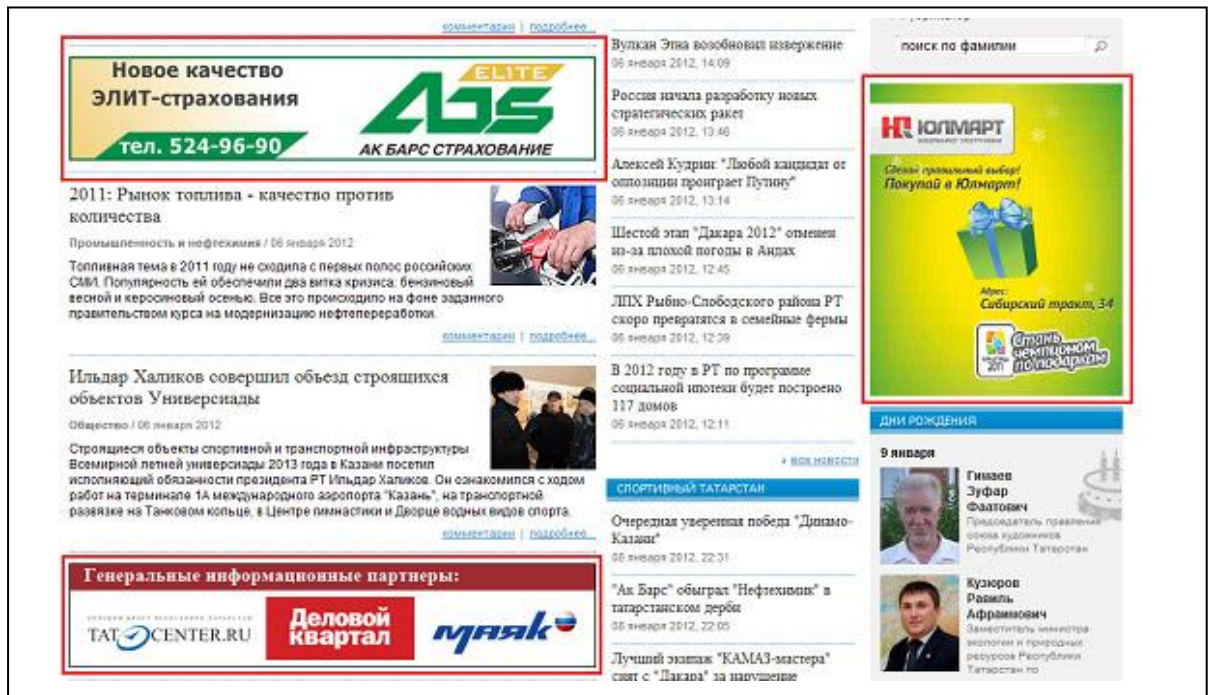 комментарии | подробнее...
Новое качество
ЭЛИТ-страхования
тел. 524-96-90
ELITE
АК БАРС СТРАХОВАНИЕ
2011: Рынок топлива - качество против
количества
Промышленность и нефтехимия / 06 января 2012
Топливная тема в 2011 году не сходила с первых полос российских
СМИ. Популярность ей обеспечили два витка кризиса: бензиновый
весной и керосиновый осенью. Все это происходило на фоне заданного
правительством курса на модернизацию нефтепереработки.
комментарии | подробнее...
Ильдар Халиков совершил объезд строящихся
объектов Универсиады
Общество / 06 января 2012
Строящиеся объекты спортивной и транспортной инфраструктуры
Всемирной летней универсиады 2013 года в Казани посетил
исполняющий обязанности президента РТ Ильдар Халиков. Он ознакомился с ходом
работ на терминале 1А международного аэропорта "Казань", на транспортной
развязке на Танковом кольце, в Центре гимнастики и Дворце водных видов спорта.
комментарии | подробнее...
Генеральные информационные партнеры:
TATCENTER.RU
Деловой
квартал
маяк
Вулкан Этна возобновил извержение
06 января 2012, 14:09
Россия начала разработку новых
стратегических ракет
06 января 2012, 13:46
Алексей Кудрин: "Любой кандидат от
оппозиции проиграет Путину"
06 января 2012, 13:14
Шестой этап "Дакара 2012" отменен
из-за плохой погоды в Андах
06 января 2012, 12:45
ЛПХ Рыбно-Слободского района РТ
скоро превратятся в семейные фермы
06 января 2012, 12:39
В 2012 году в РТ по программе
социальной ипотеки будет построено
117 домов
06 января 2012, 12:11
все новости
СПОРТИВНЫЙ ТАТАРСТАН
Очередная уверенная победа "Динамо-
Казани"
08 января 2012, 22:31
"Ак Барс" обыграл "Нефтехимик" в
татарстанском дерби
08 января 2012, 22:05
Лучший экипаж "КАМАЗ-мастера"
снят с "Дакара" за нарушение
поиск по фамилии
ЮЛМАРТ
Сделай правильный выбор!
Покупай в Юлмарт!
Адрес:
Сибирский тракт, 34
2011
Стань
чемпионом
по подаркам
ДНИ РОЖДЕНИЯ
9 января
Гимаев
Зуфар
Фаатович
Председатель правления
союза художников
Республики Татарстан
Кузюров
Равиль
Афраимович
Заместитель министра
экологии и природных
ресурсов Республики
Татарстан по